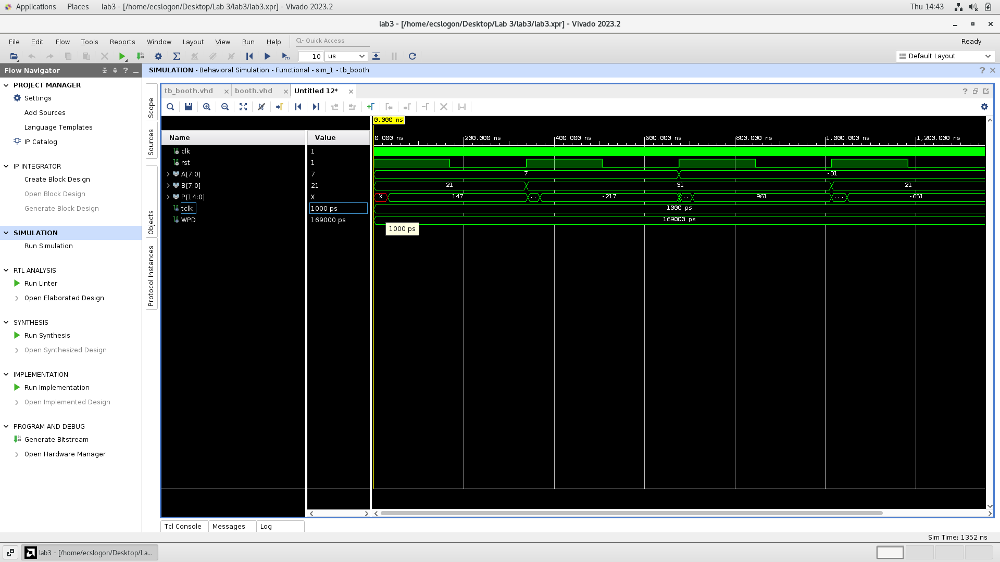 Applications Places lab3 - [/home/ecslogon/Desktop/Lab 3/lab3/lab3.xpr] - Vivado 2023.2 Thu 14:43
lab3 - [/home/ecslogon/Desktop/Lab 3/lab3/lab3.xpr] - Vivado 2023.2
File Edit Flow Tools Reports Window Layout View Run Help Quick Access Ready
10 us Default Layout
Flow Navigator
SIMULATION - Behavioral Simulation - Functional - sim_1 - tb_booth
PROJECT MANAGER
Settings
Add Sources
Language Templates
IP Catalog
IP INTEGRATOR
Create Block Design
Open Block Design
Generate Block Design
SIMULATION
Run Simulation
RTL ANALYSIS
Run Linter
Open Elaborated Design
SYNTHESIS
Run Synthesis
Open Synthesized Design
IMPLEMENTATION
Run Implementation
Open Implemented Design
PROGRAM AND DEBUG
Generate Bitstream
Open Hardware Manager
Scope
Sources
Objects
Protocol Instances
tb_booth.vhd booth.vhd Untitled 12*
0.000 ns
Name Value 0.000 ns 200.000 ns 400.000 ns 600.000 ns 800.000 ns 1,000.000 ns 1,200.000 ns
clk 1
rst 1
A[7:0] 7 7 -31
B[7:0] 21 21 -31 21
P[14:0] X X 147 .. -217 .. 961 ... -651
tclk 1000 ps 1000 ps
WPD 169000 ps 169000 ps
1000 ps
Tcl Console Messages Log
Sim Time: 1352 ns
lab3 - [/home/ecslogon/Desktop/La...